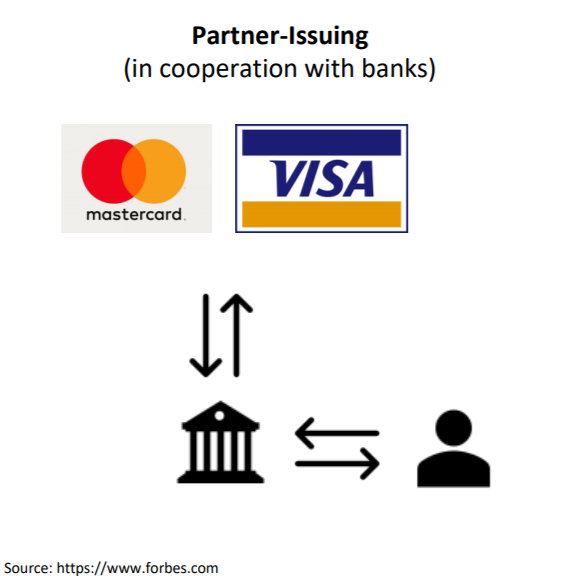 Partner-Issuing
(in cooperation with banks)
mastercard.
VISA
Source: https://www.forbes.com